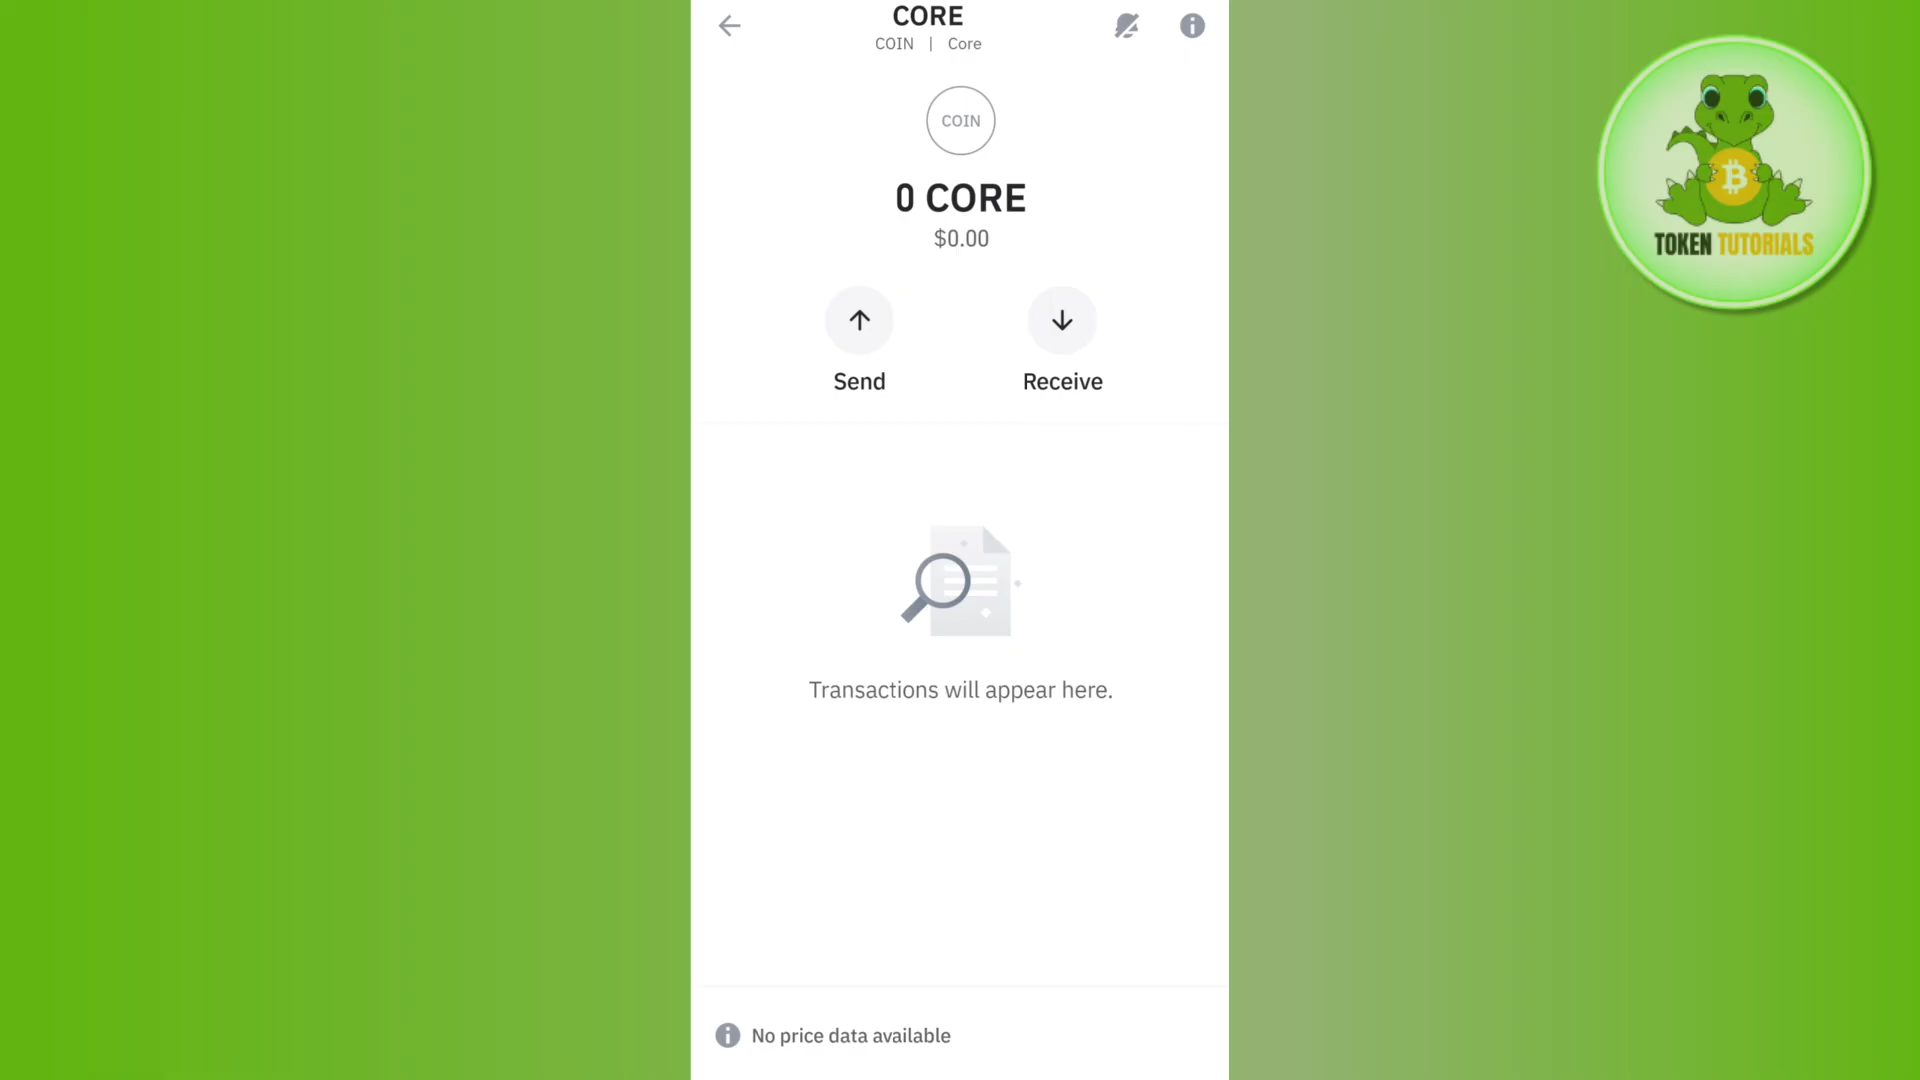 CORE
COIN | Core
COIN
0 CORE
$0.00
Send
Receive
Transactions will appear here.
No price data available
TOKEN TUTORIALS